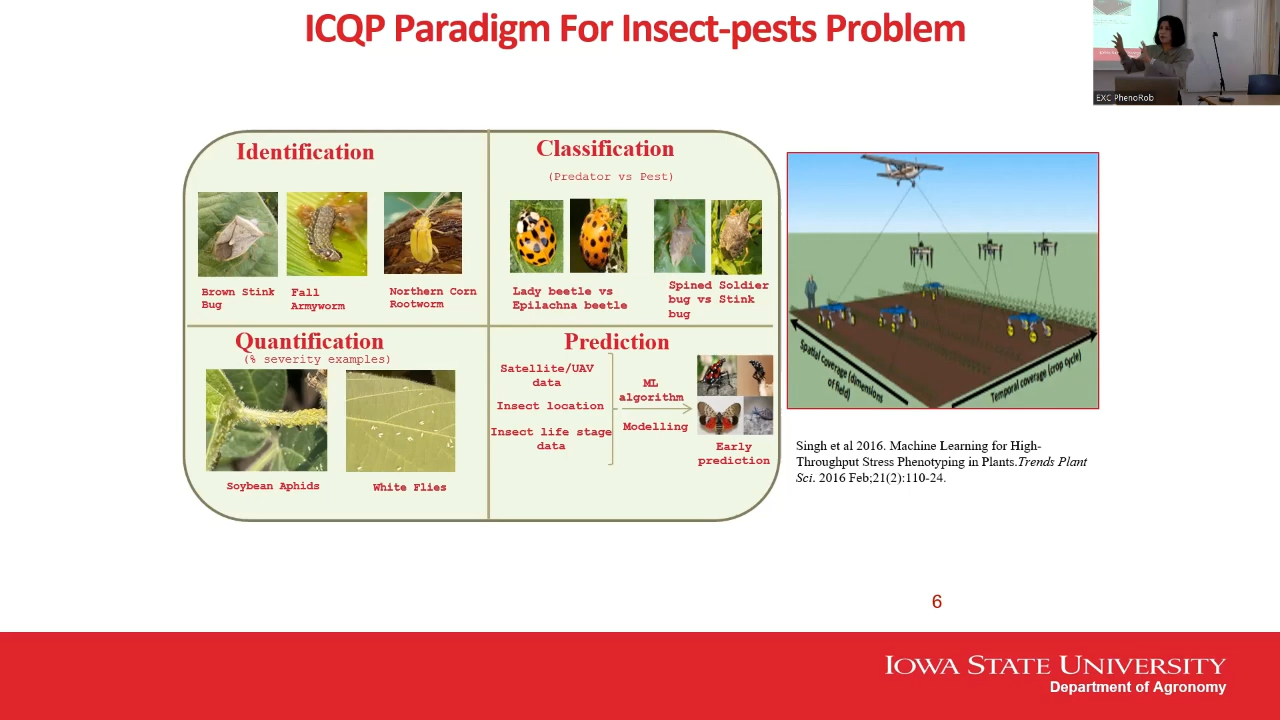 ICQP Paradigm For Insect-pests Problem
EXC PhenoRob
Identification
Brown Stink
Bug
Fall
Armyworm
Northern Corn
Rootworm
Classification
(Predator vs Pest)
Lady beetle vs
Epilachna beetle
Spined Soldier
bug vs Stink
bug
Quantification
(% severity examples)
Soybean Aphids
White Flies
Prediction
Satellite/UAV
data
Insect location
Insect life stage
data
ML
algorithm
Modelling
Early
prediction
Spatial coverage (dimensions
of field)
Temporal coverage (crop cycle)
Singh et al 2016. Machine Learning for High-
Throughput Stress Phenotyping in Plants.Trends Plant
Sci. 2016 Feb;21(2):110-24.
6
IOWA STATE UNIVERSITY
Department of Agronomy